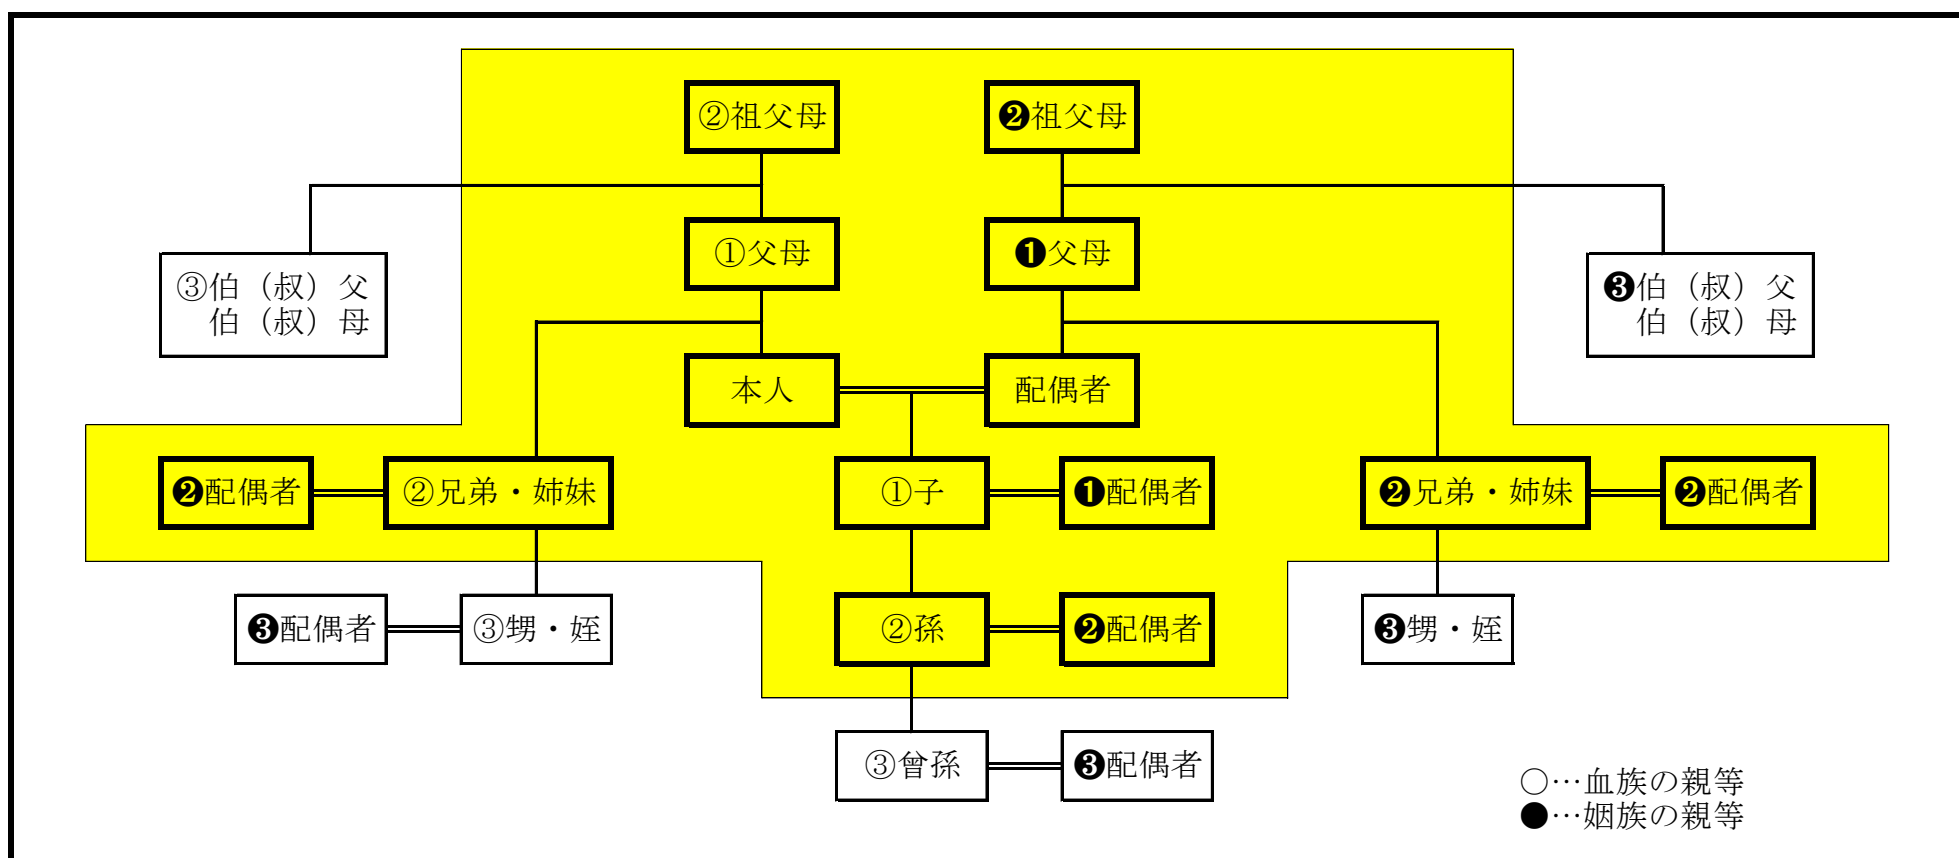 ②祖父母
❷祖父母
①父母
❶父母
③伯（叔）父
伯（叔）母
❸伯（叔）父
伯（叔）母
本人
配偶者
❷配偶者
②兄弟・姉妹
①子
❶配偶者
❷兄弟・姉妹
❷配偶者
❸配偶者
③甥・姪
②孫
❷配偶者
❸甥・姪
③曾孫
❸配偶者
○…血族の親等
●…姻族の親等